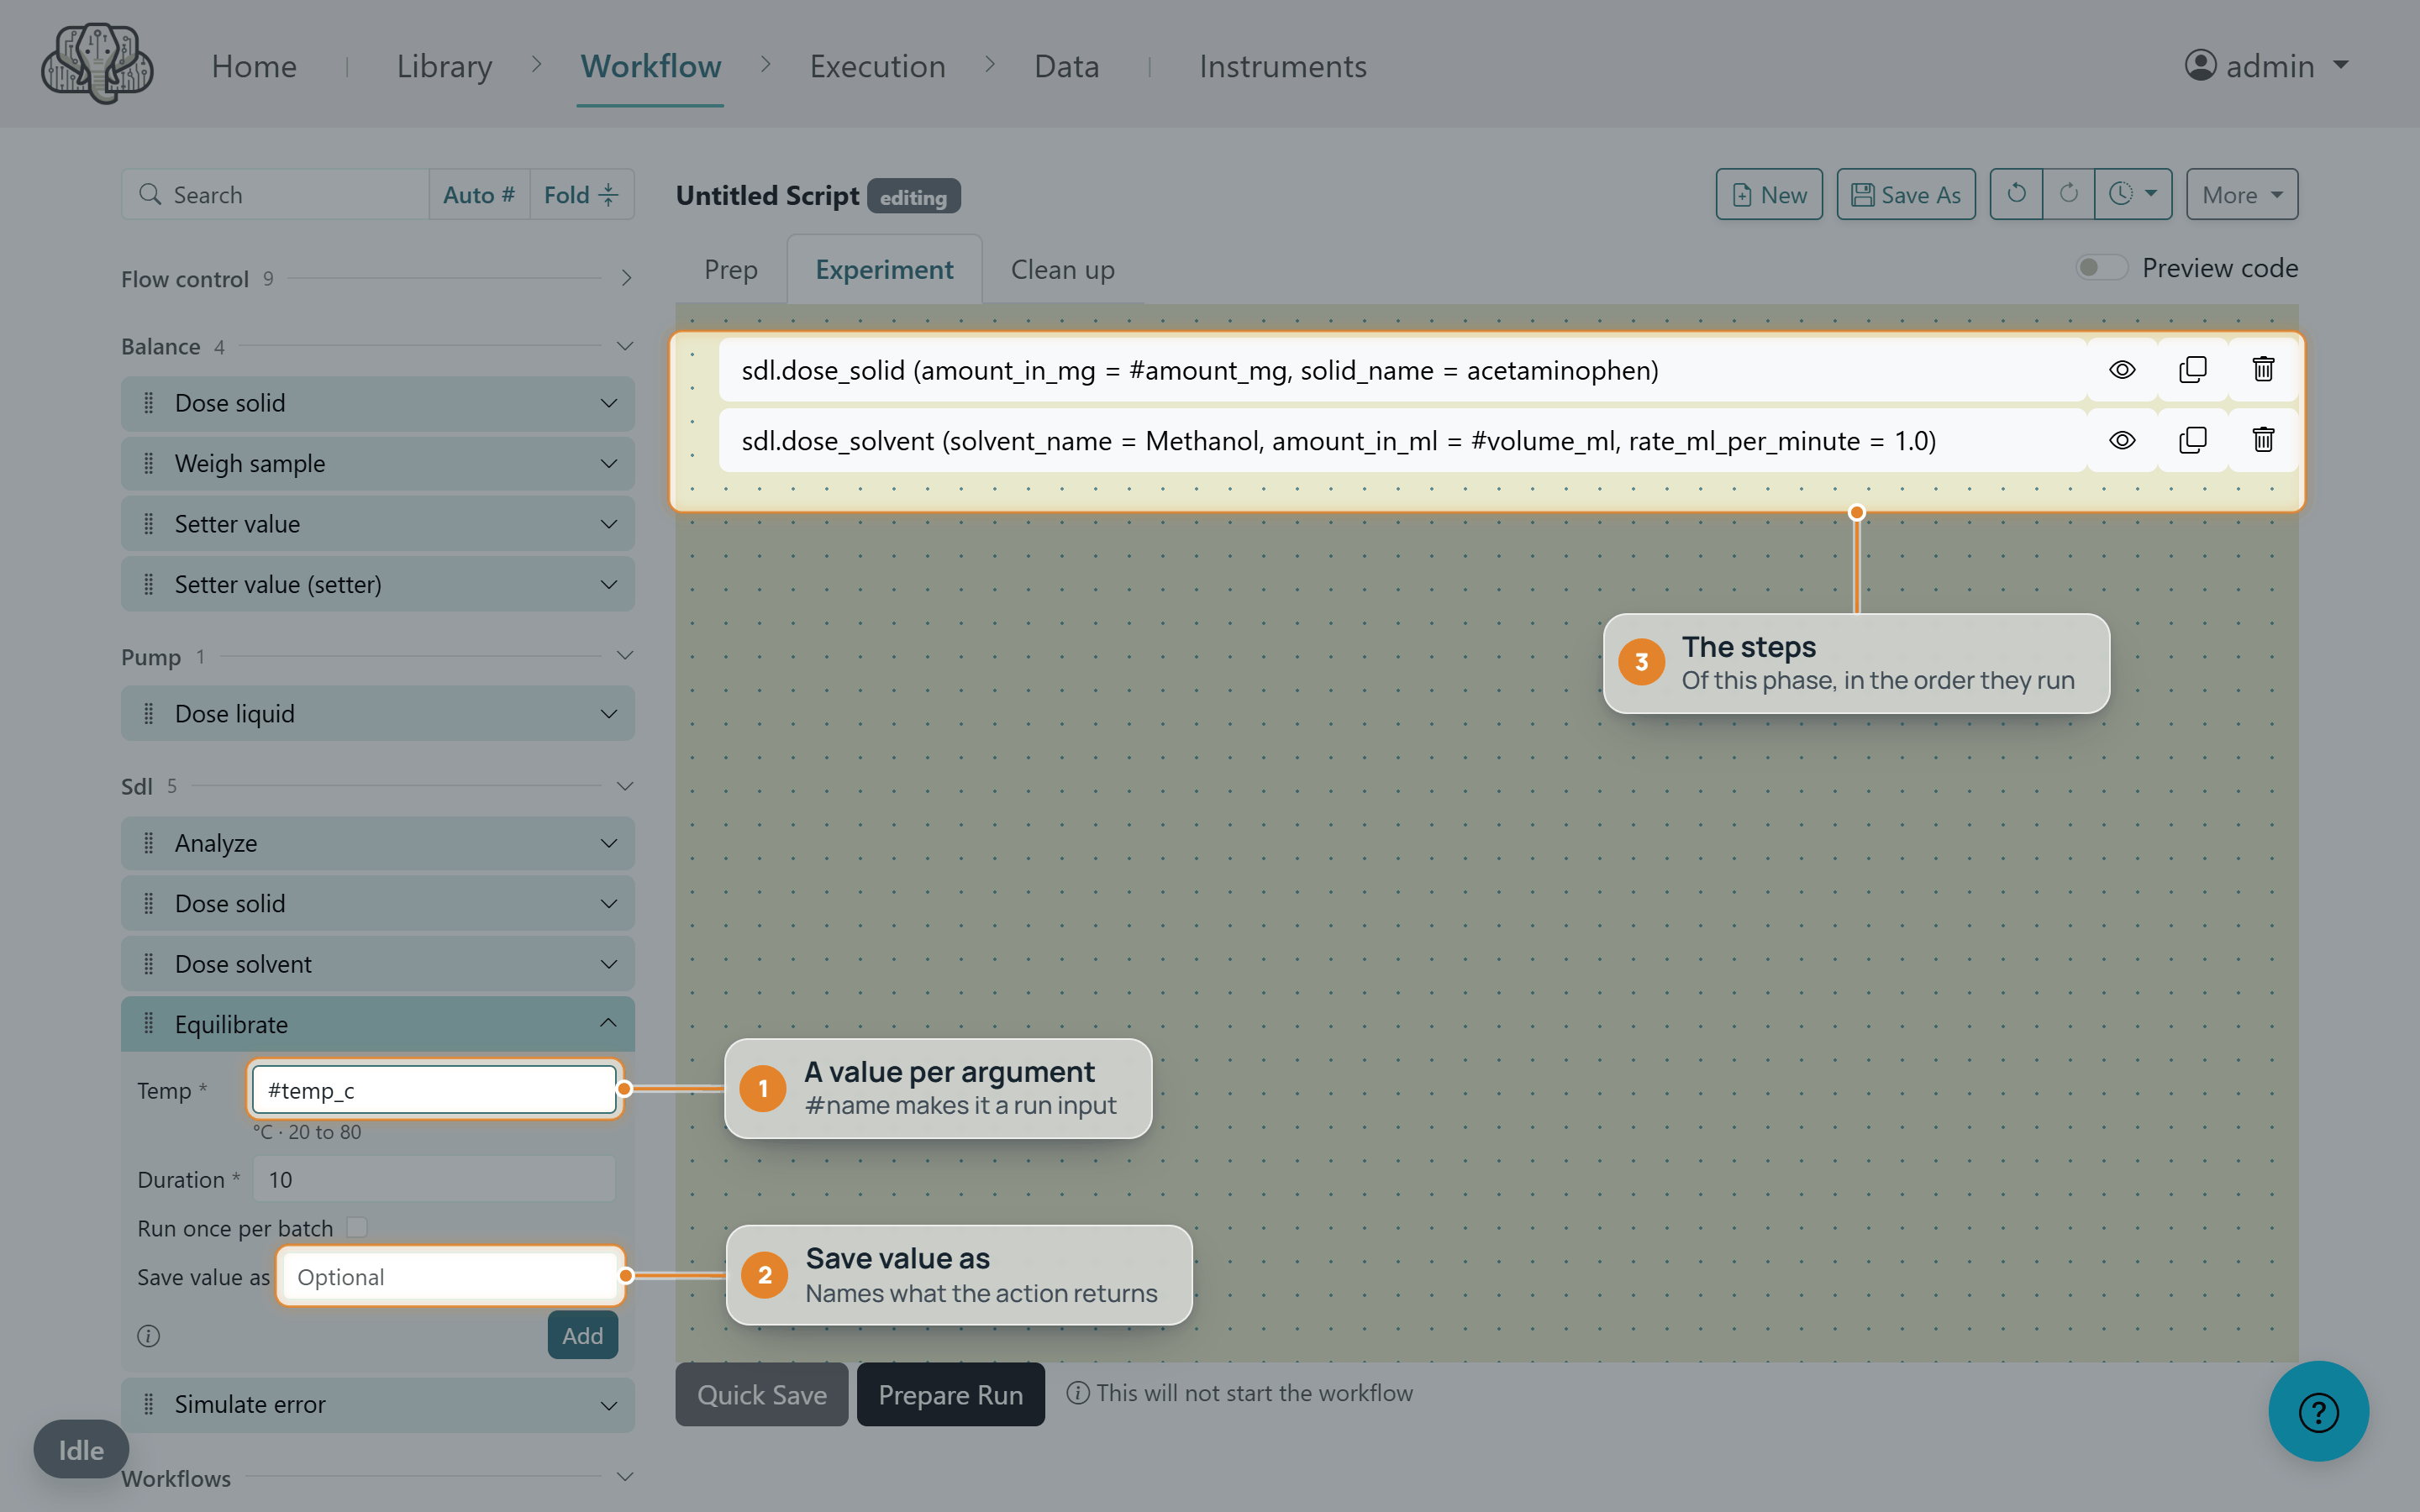 Home | Library > Workflow > Execution > Data | Instruments
admin
Search
Auto #
Fold
Untitled Script editing
New
Save As
More
Prep
Experiment
Clean up
Preview code
Flow control 9
Balance 4
Dose solid
Weigh sample
Setter value
Setter value (setter)
Pump 1
Dose liquid
Sdl 5
Analyze
Dose solid
Dose solvent
Equilibrate
Temp * #temp_c
°C · 20 to 80
Duration * 10
Run once per batch
Save value as Optional
Add
Simulate error
Workflows
Idle
sdl.dose_solid (amount_in_mg = #amount_mg, solid_name = acetaminophen)
sdl.dose_solvent (solvent_name = Methanol, amount_in_ml = #volume_ml, rate_ml_per_minute = 1.0)
3 The steps
Of this phase, in the order they run
1 A value per argument
#name makes it a run input
2 Save value as
Names what the action returns
Quick Save
Prepare Run
This will not start the workflow
?